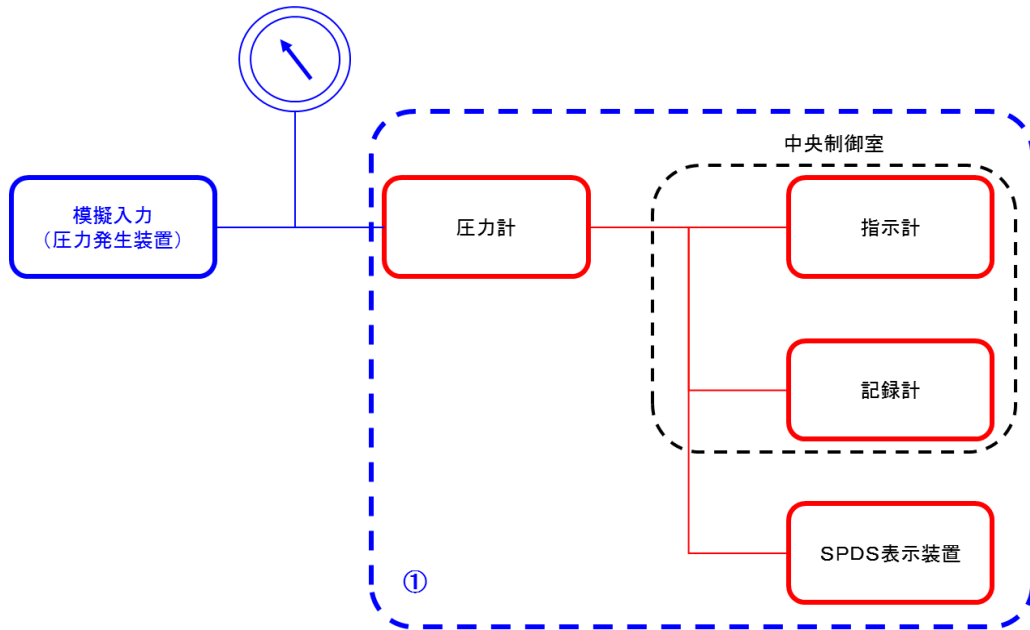 中央制御室
模擬入力
（圧力発生装置）
圧力計
指示計
記録計
SPDS表示装置
①